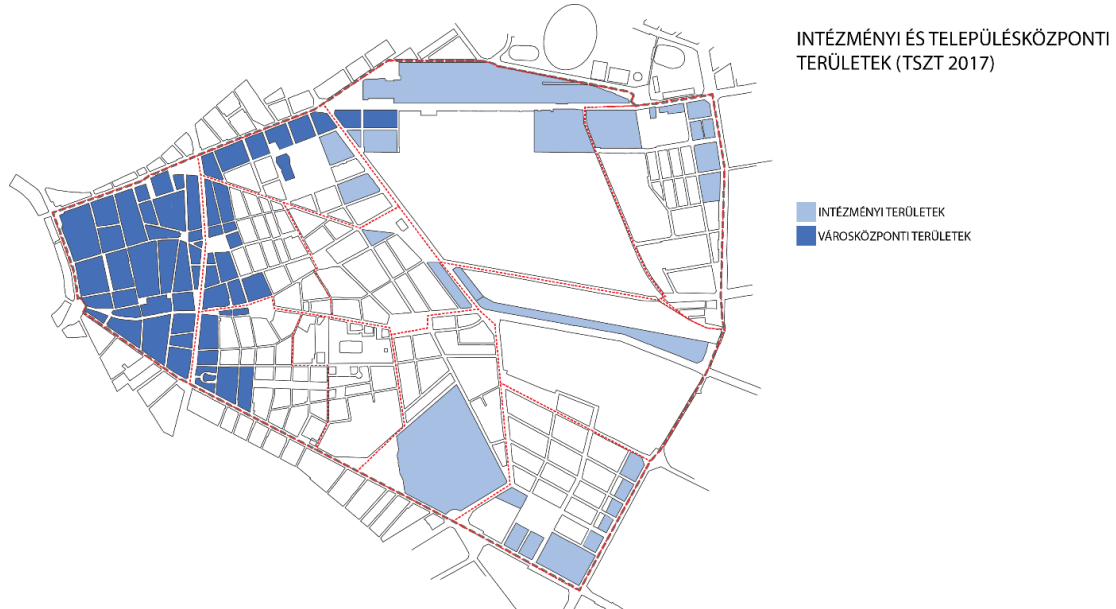 INTÉZMÉNYI ÉS TELEPÜLÉSKÖZPONTI
TERÜLETEK (TSZT 2017)
INTÉZMÉNYI TERÜLETEK
VÁROSKÖZPONTI TERÜLETEK